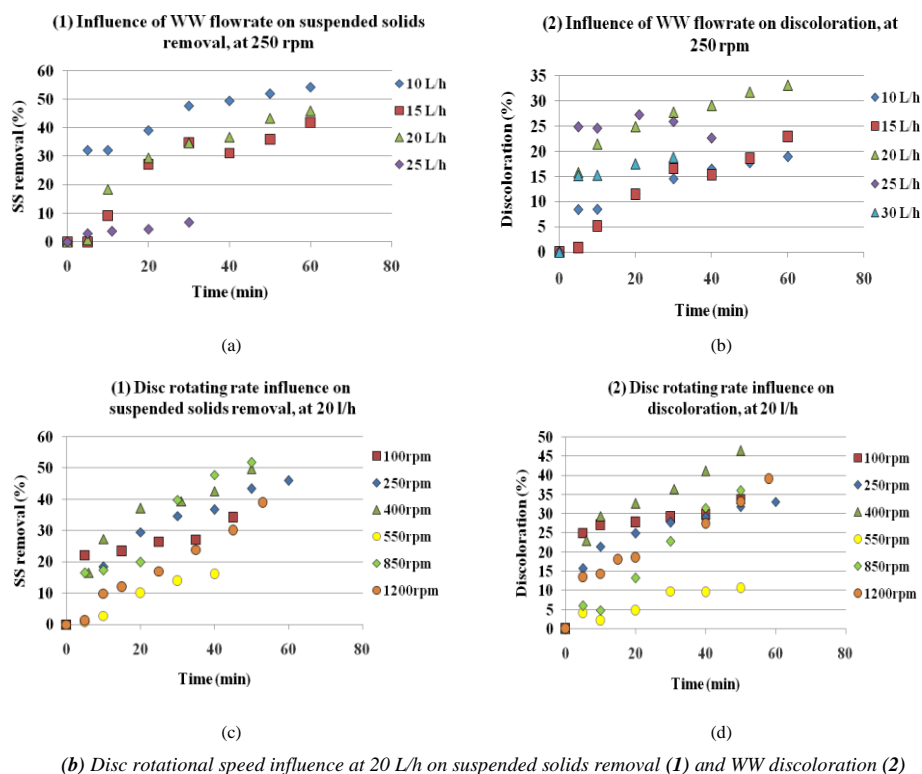 (1) Influence of WW flowrate on suspended solids
removal, at 250 rpm
60
50
40
30
20
10
0
SS removal (%)
0 20 40 60 80
Time (min)
10 L/h
15 L/h
20 L/h
25 L/h
(a)
(2) Influence of WW flowrate on discoloration, at
250 rpm
35
30
25
20
15
10
5
0
Discoloration (%)
0 20 40 60 80
Time (min)
10 L/h
15 L/h
20 L/h
25 L/h
30 L/h
(b)
(1) Disc rotating rate influence on
suspended solids removal, at 20 l/h
60
50
40
30
20
10
0
SS removal (%)
0 20 40 60 80
Time (min)
100rpm
250rpm
400rpm
550rpm
850rpm
1200rpm
(c)
(2) Disc rotating rate influence on
discoloration, at 20 l/h
50
45
40
35
30
25
20
15
10
5
0
Discoloration (%)
0 20 40 60 80
Time (min)
100rpm
250rpm
400rpm
550rpm
850rpm
1200rpm
(d)
(b) Disc rotational speed influence at 20 L/h on suspended solids removal (1) and WW discoloration (2)